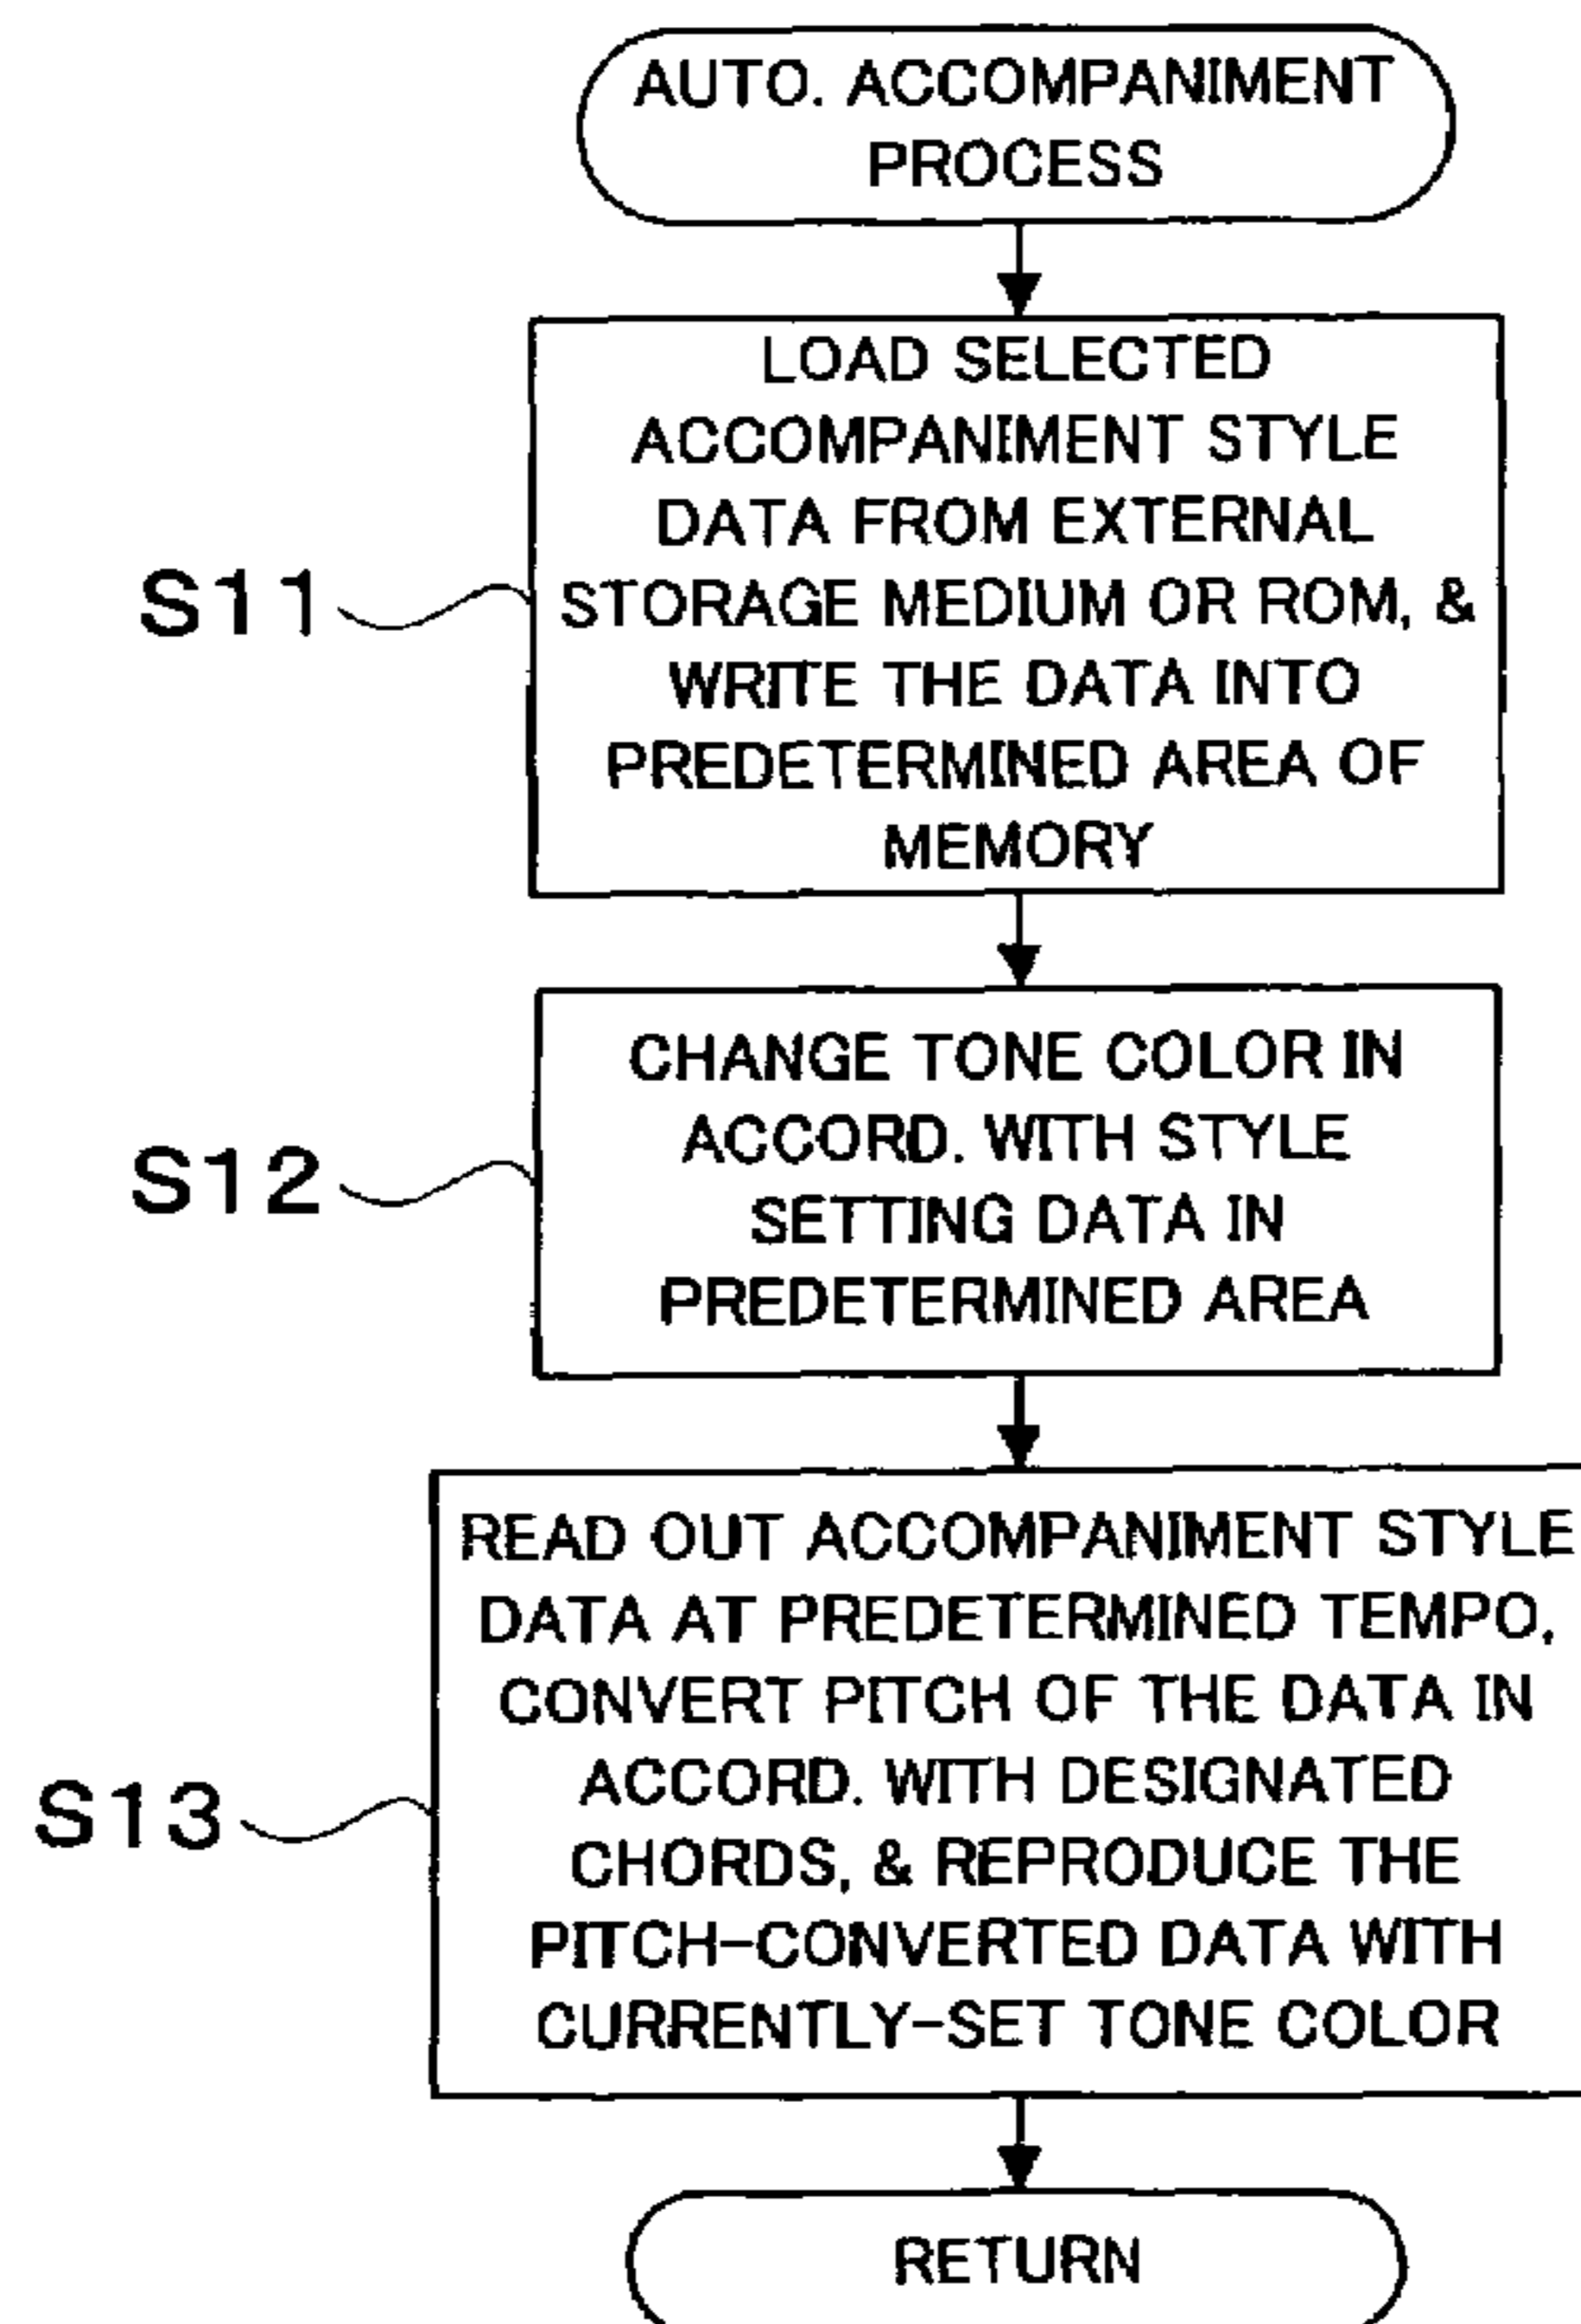 AUTO. ACCOMPANIMENT
PROCESS
LOAD SELECTED
ACCOMPANIMENT STYLE
DATA FROM EXTERNAL
STORAGE MEDIUM OR ROM, &
WRITE THE DATA INTO
PREDETERMINED AREA OF
MEMORY
S11
CHANGE TONE COLOR IN
ACCORD. WITH STYLE
SETTING DATA IN
PREDETERMINED AREA
S12
READ OUT ACCOMPANIMENT STYLE
DATA AT PREDETERMINED TEMPO,
CONVERT PITCH OF THE DATA IN
ACCORD. WITH DESIGNATED
CHORDS, & REPRODUCE THE
PITCH-CONVERTED DATA WITH
CURRENTLY-SET TONE COLOR
S13
RETURN